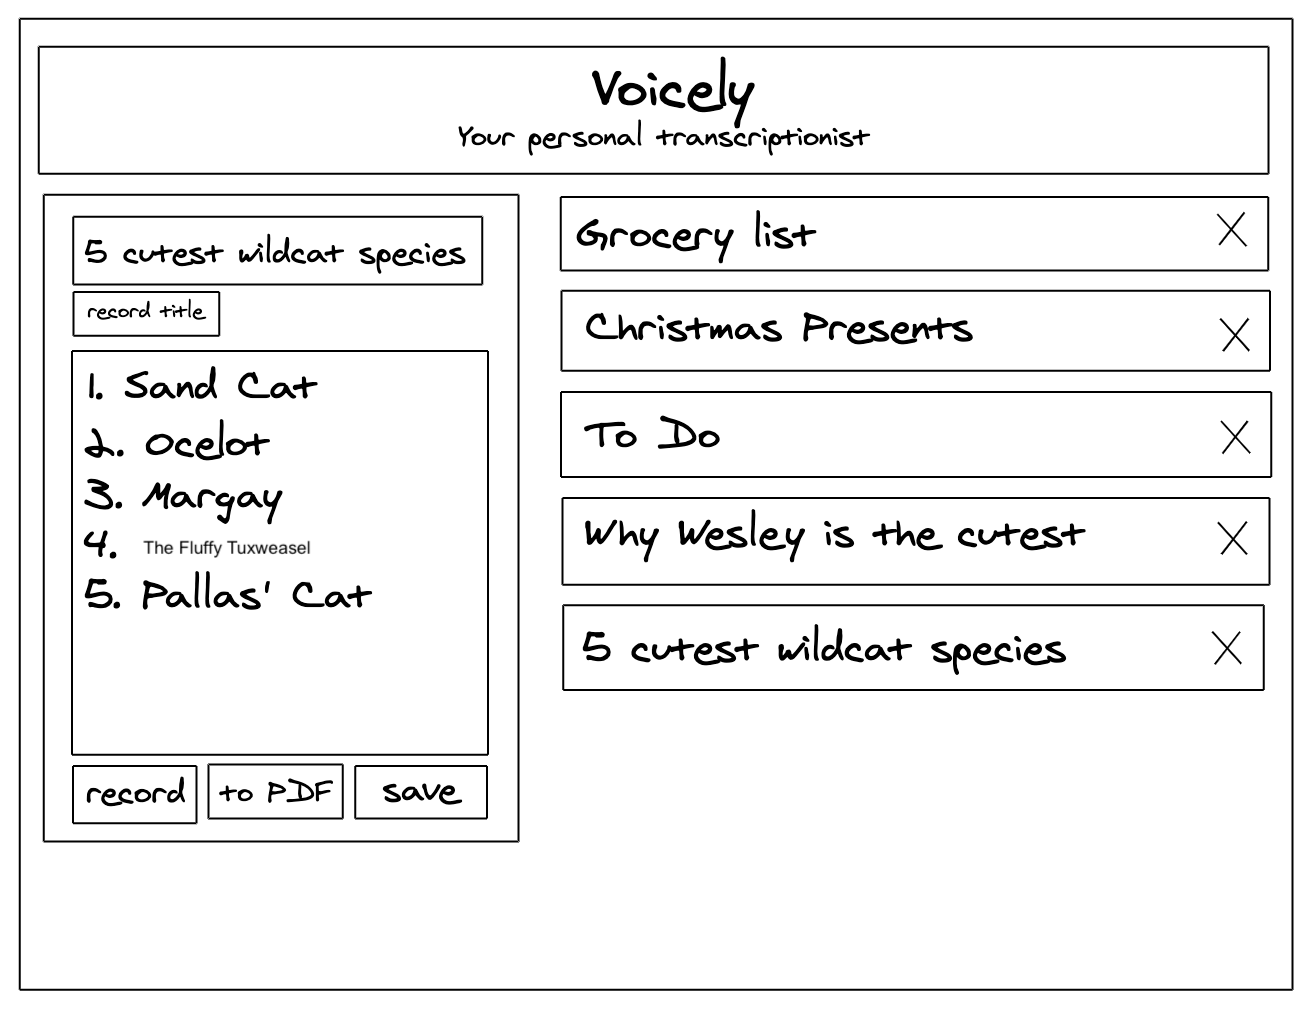 Voicely
Your personal transcriptionist
5 cutest wildcat species
record title
1. Sand Cat
2. Ocelot
3. Margay
4. The Fluffy Tuxweasel
5. Pallas' Cat
record
to PDF
save
Grocery list X
Christmas Presents X
To Do X
Why Wesley is the cutest X
5 cutest wildcat species X